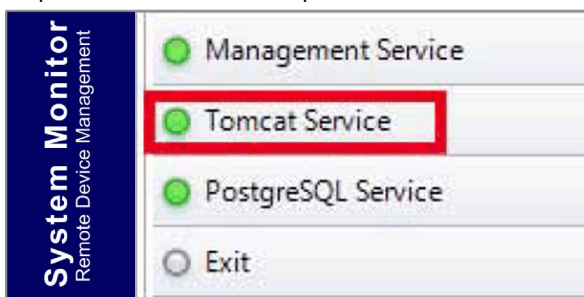 System Monitor
Remote Device Management
Management Service
Tomcat Service
PostgreSQL Service
Exit